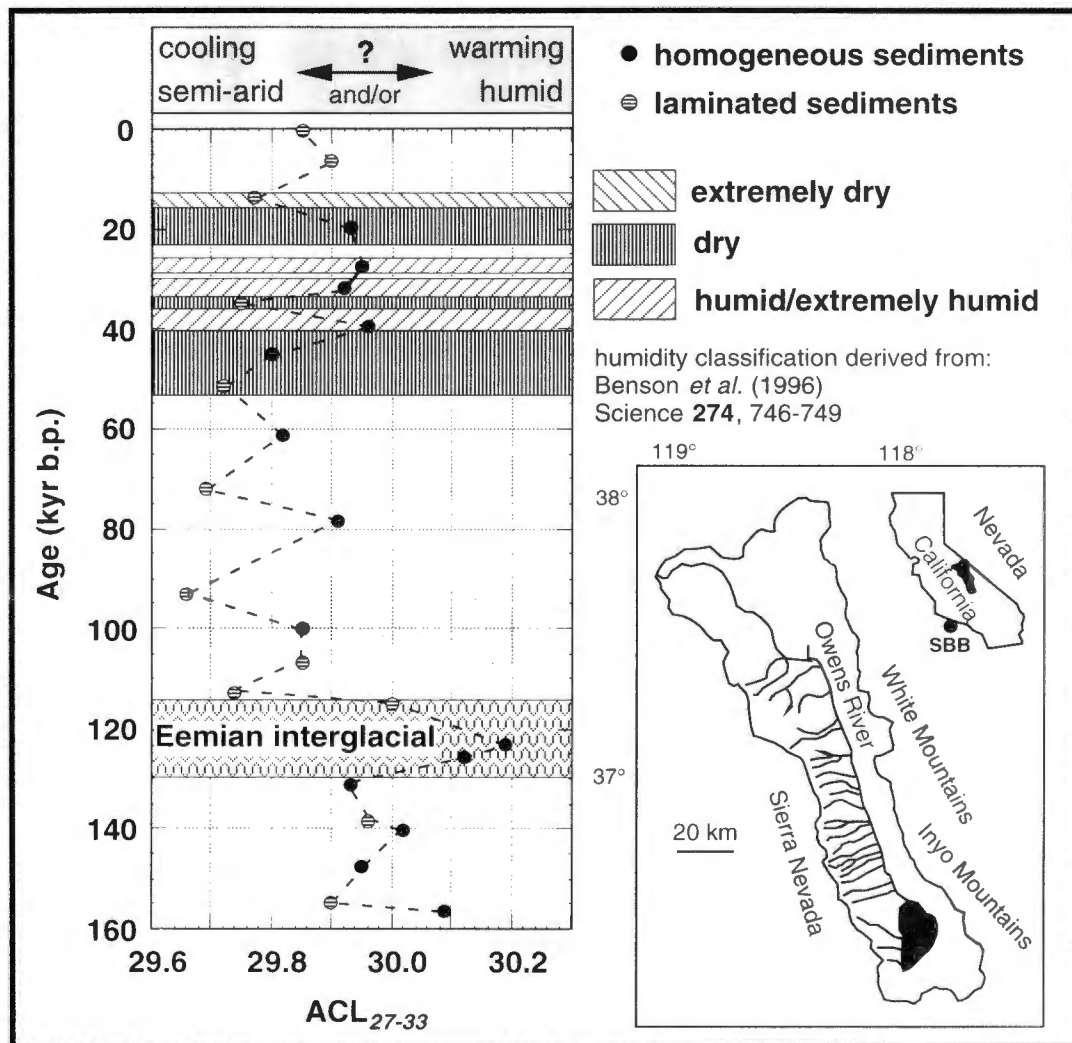 cooling ? warming
semi-arid and/or humid
homogeneous sediments
laminated sediments
extremely dry
dry
humid/extremely humid
humidity classification derived from:
Benson et al. (1996)
Science 274, 746-749
0
20
40
60
80
100
120
140
160
Age (kyr b.p.)
Eemian interglacial
29.6 29.8 30.0 30.2
ACL27-33
119° 118°
38°
37°
Nevada
California
SBB
Owens River
White Mountains
Inyo Mountains
Sierra Nevada
20 km